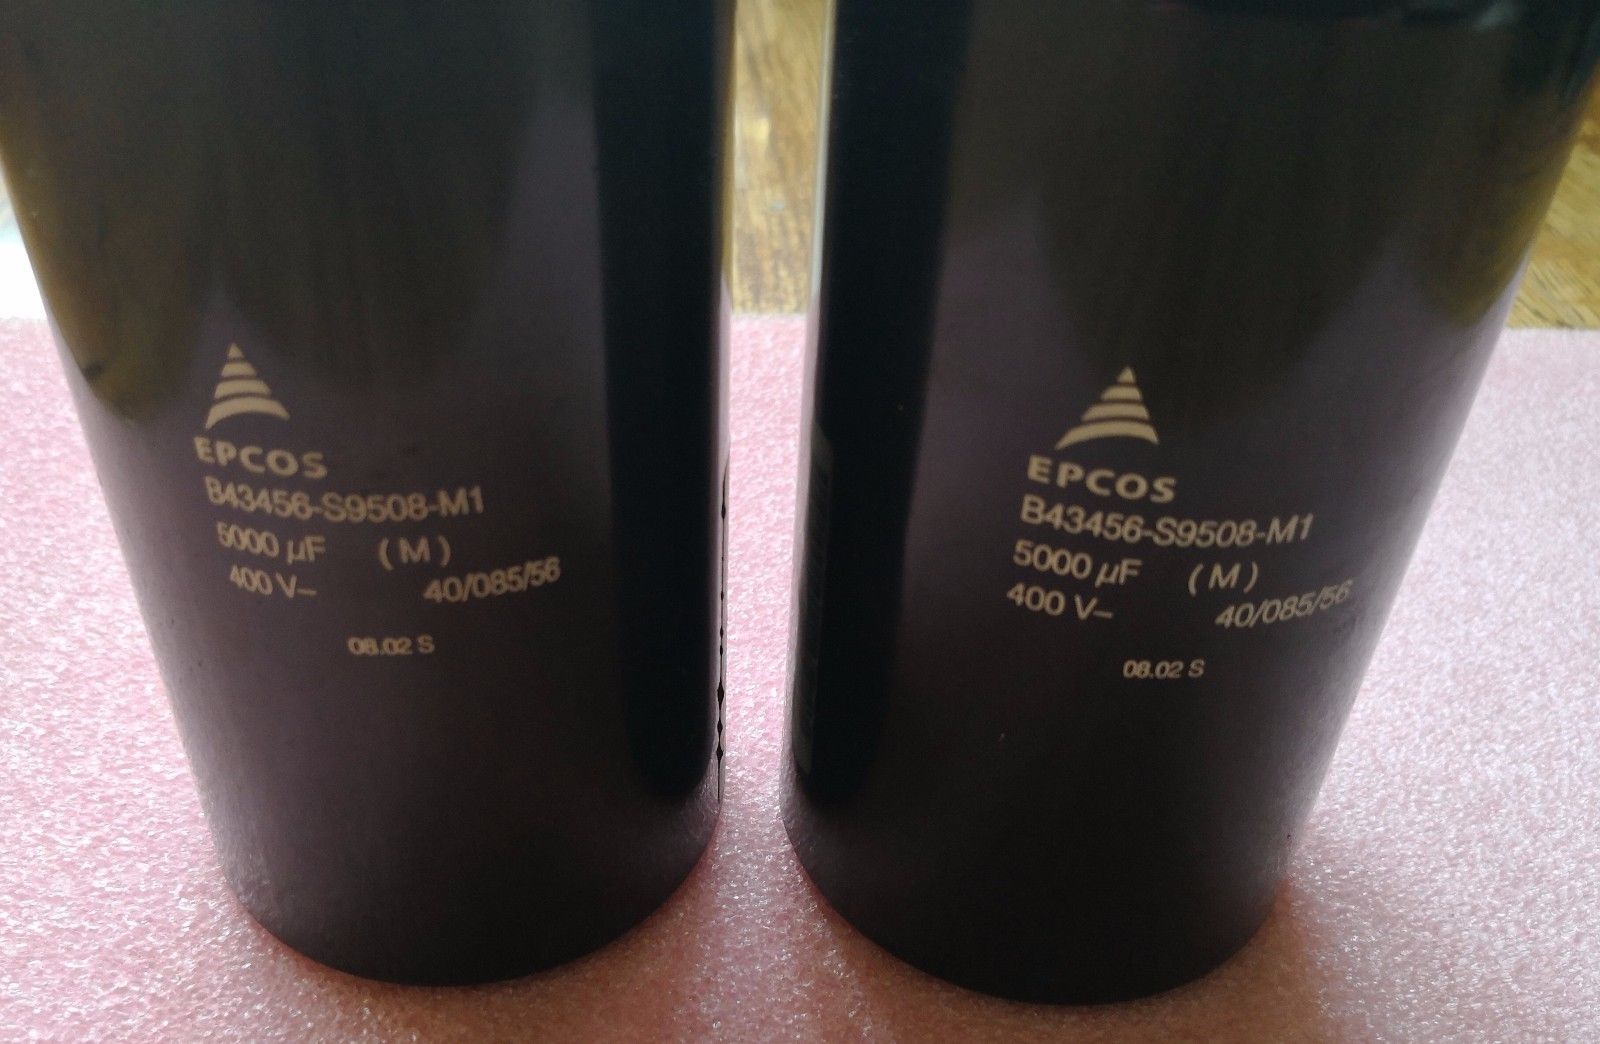 EPCOS
B43456-S9508-M1
5000 µF (M)
400 V– 40/085/56
08.02 S
EPCOS
B43456-S9508-M1
5000 µF (M)
400 V– 40/085/56
08.02 S